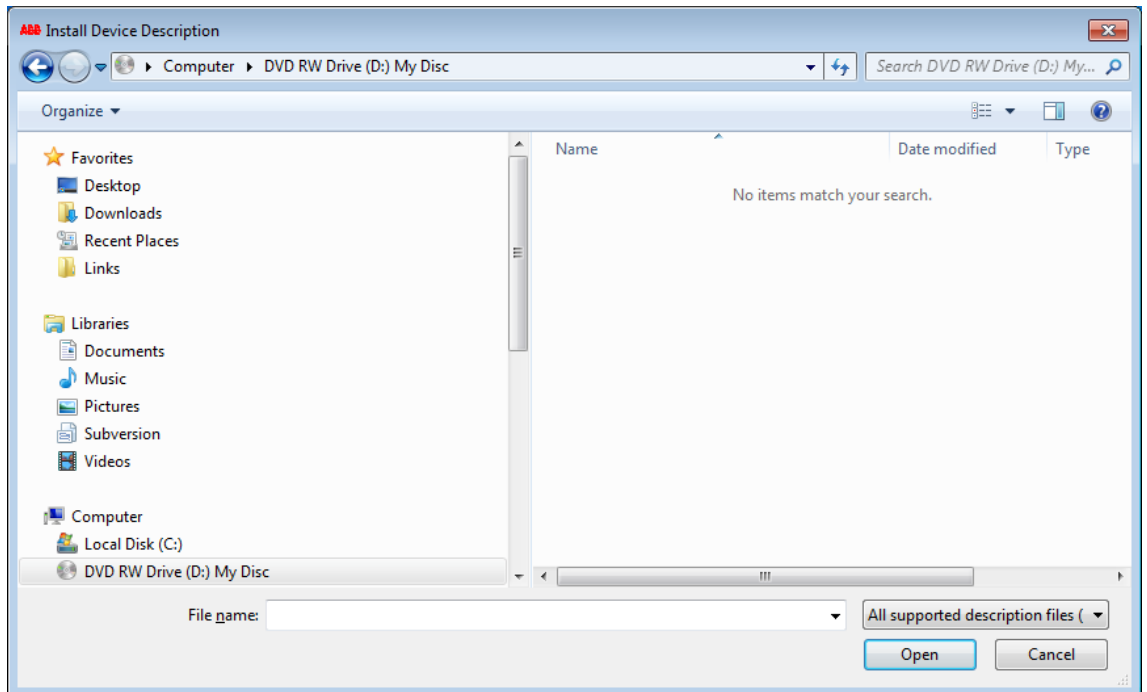 ABB Install Device Description
Computer DVD RW Drive (D:) My Disc Search DVD RW Drive (D:) My...
Organize
Favorites
Desktop
Downloads
Recent Places
Links
Libraries
Documents
Music
Pictures
Subversion
Videos
Computer
Local Disk (C:)
DVD RW Drive (D:) My Disc
Name Date modified Type
No items match your search.
File name: All supported description files (
Open Cancel